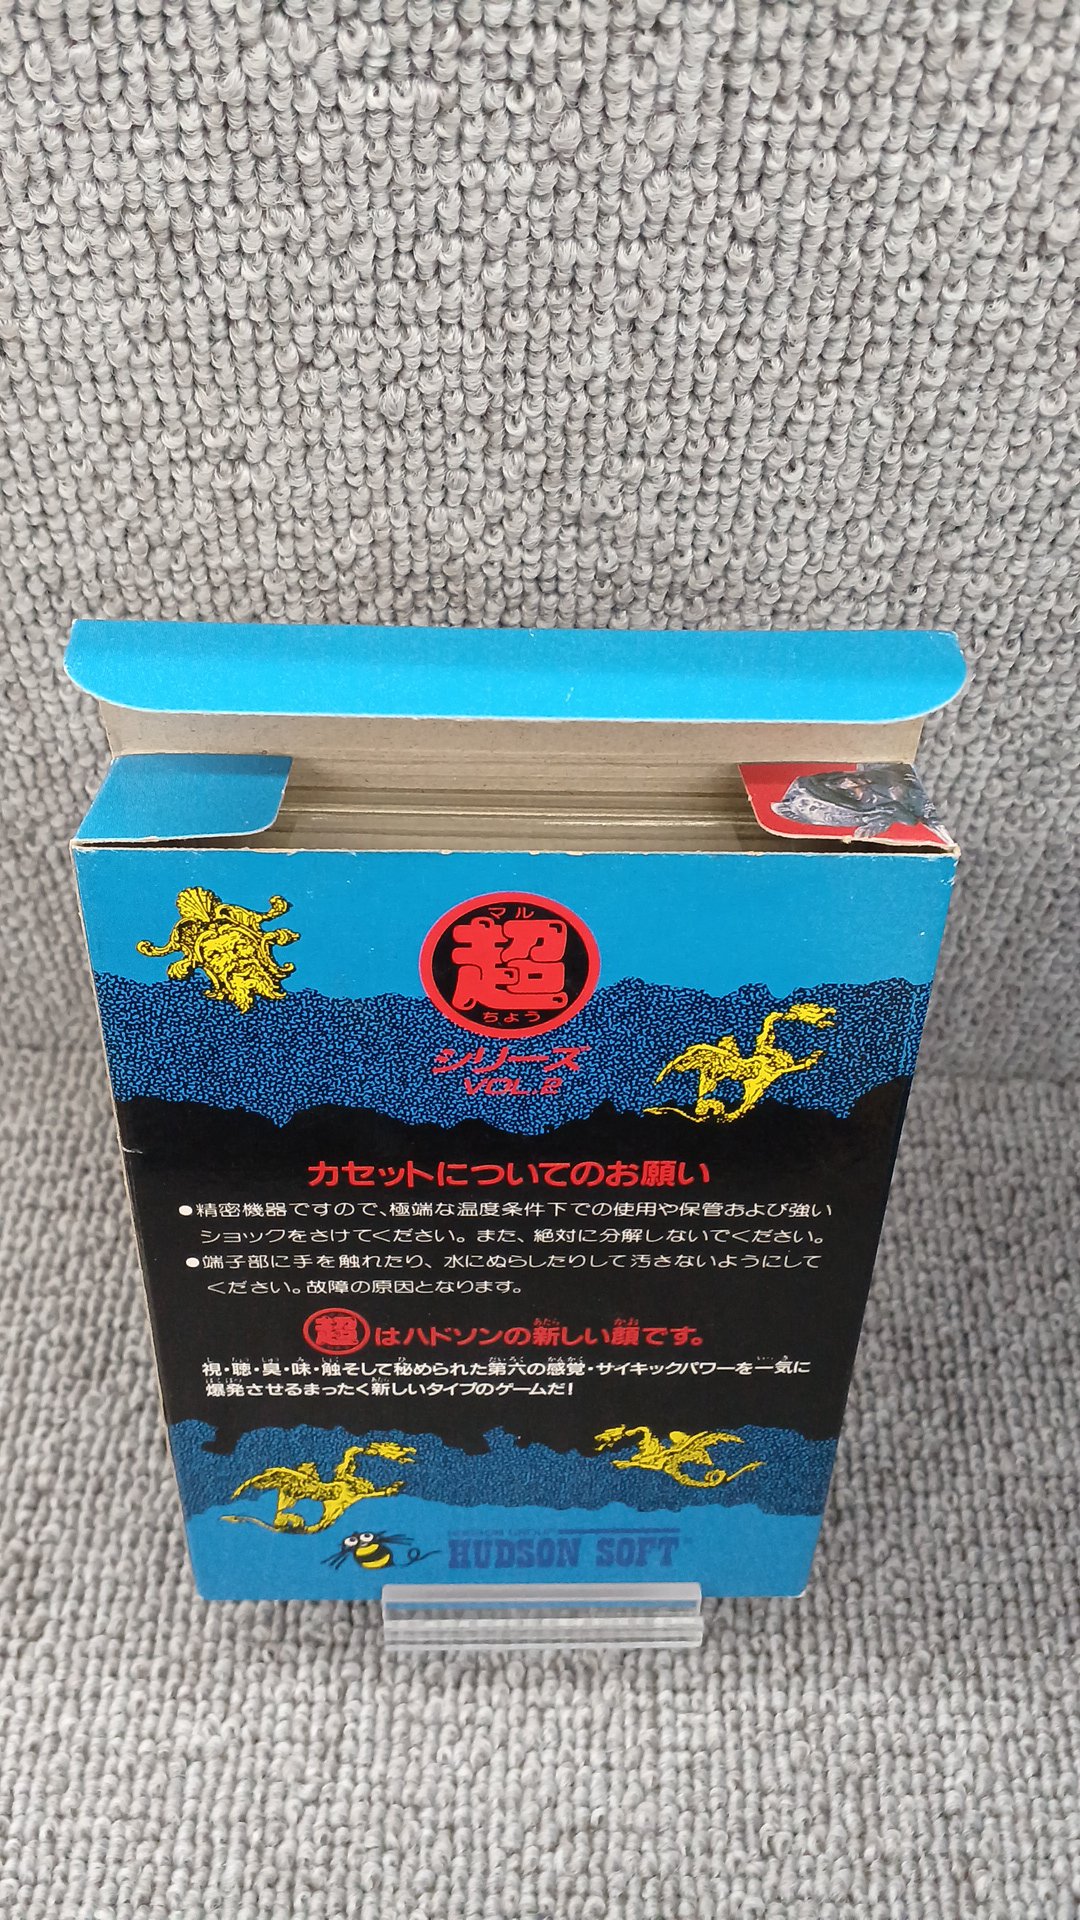 マル
超
ちょう
シリーズ
VOL.2
カセットについてのお願い
●精密機器ですので、極端な温度条件下での使用や保管および強い
ショックをさけてください。また、絶対に分解しないでください。
●端子部に手を触れたり、水にぬらしたりして汚さないようにして
ください。故障の原因となります。
超はハドソンの新しい顔です。
視・聴・臭・味・触そして秘められた第六の感覚・サイキックパワーを一気に
爆発させるまったく新しいタイプのゲームだ!
HUDSON SOFT